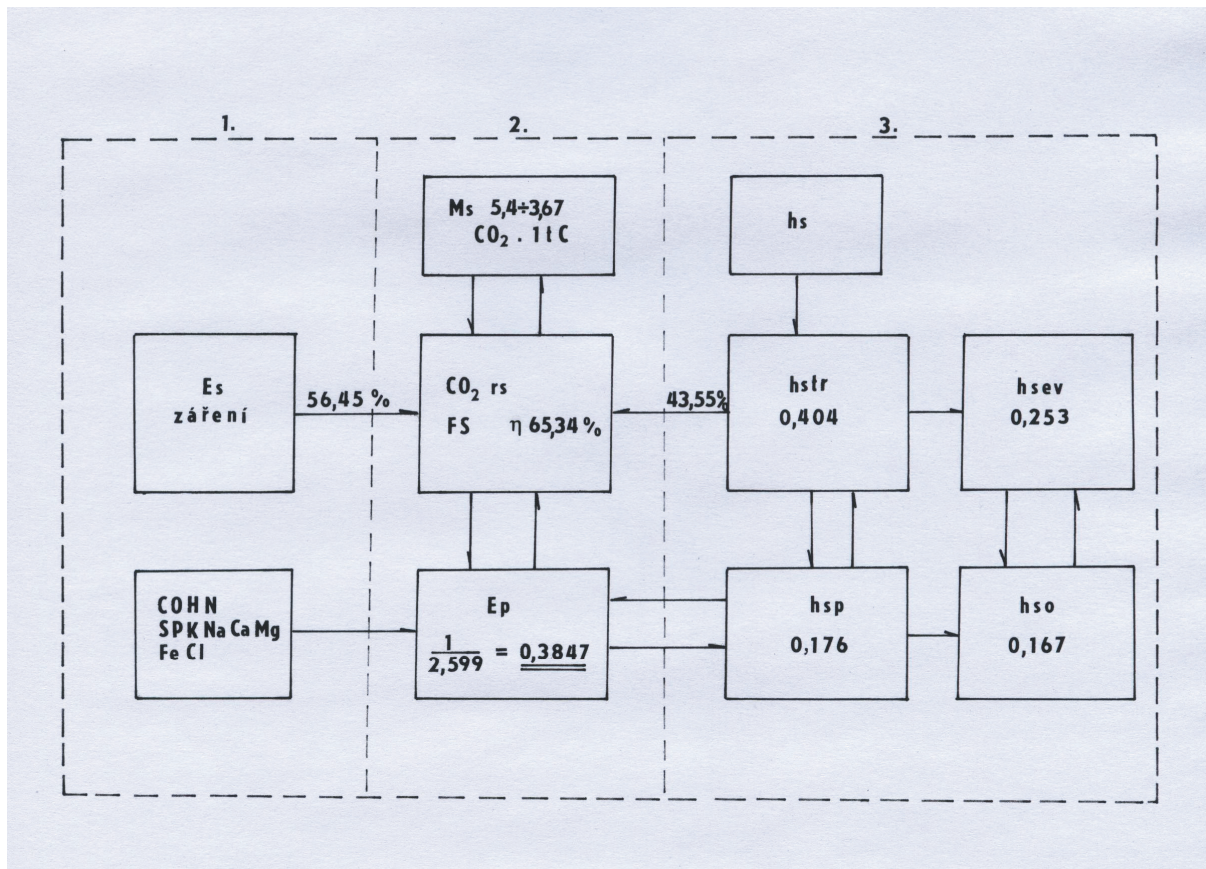 1.
2.
3.
Ms 5,4÷3,67
CO₂ . 1tC
hs
Es
záření
56,45 %
CO₂ rs
FS η 65,34 %
43,55%
hstr
0,404
hsev
0,253
COHN
SPK Na Ca Mg
Fe Cl
Ep
1
2,599
= 0,3847
hsp
0,176
hso
0,167